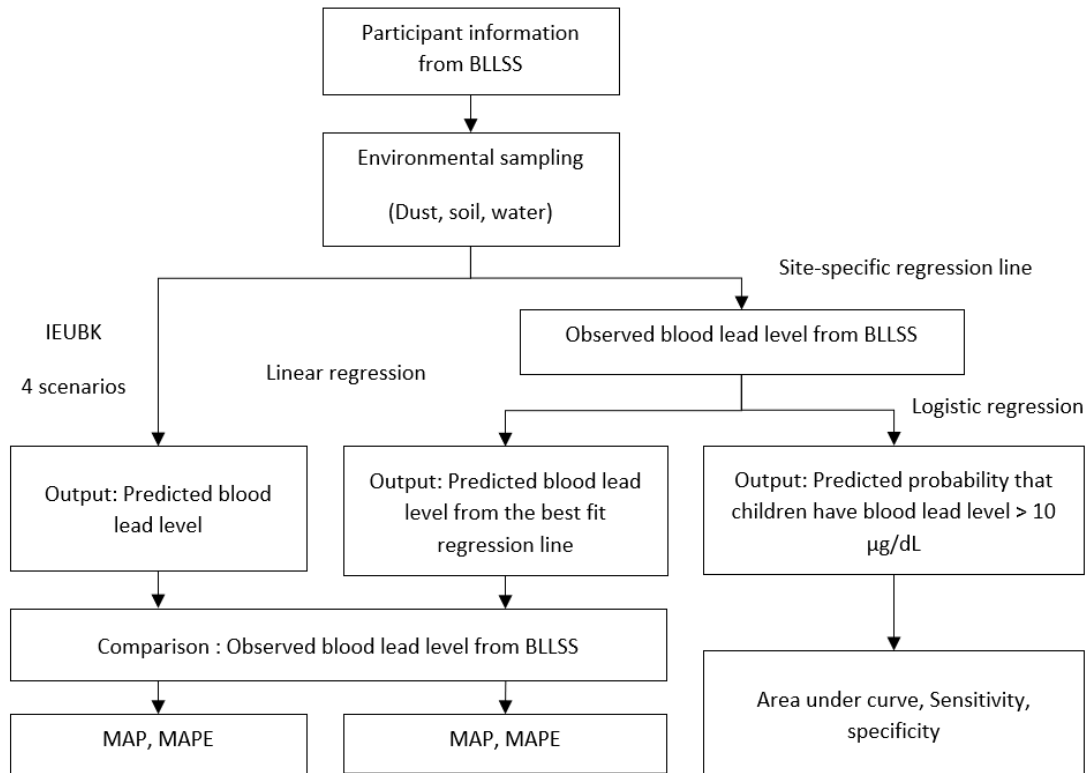 Participant information
from BLLSS
Environmental sampling
(Dust, soil, water)
Site-specific regression line
IEUBK
4 scenarios
Linear regression
Observed blood lead level from BLLSS
Logistic regression
Output: Predicted blood
lead level
Output: Predicted blood lead
level from the best fit
regression line
Output: Predicted probability that
children have blood lead level > 10
µg/dL
Comparison : Observed blood lead level from BLLSS
MAP, MAPE
MAP, MAPE
Area under curve, Sensitivity,
specificity